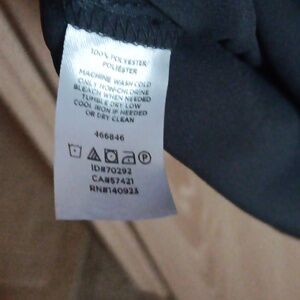 100% POLYESTER
POLIÉSTER
MACHINE WASH COLD
ONLY NON-CHLORINE
BLEACH WHEN NEEDED
TUMBLE DRY LOW
COOL IRON IF NEEDED
OR DRY CLEAN
466846
ID#70292
CA#57421
RN#140923